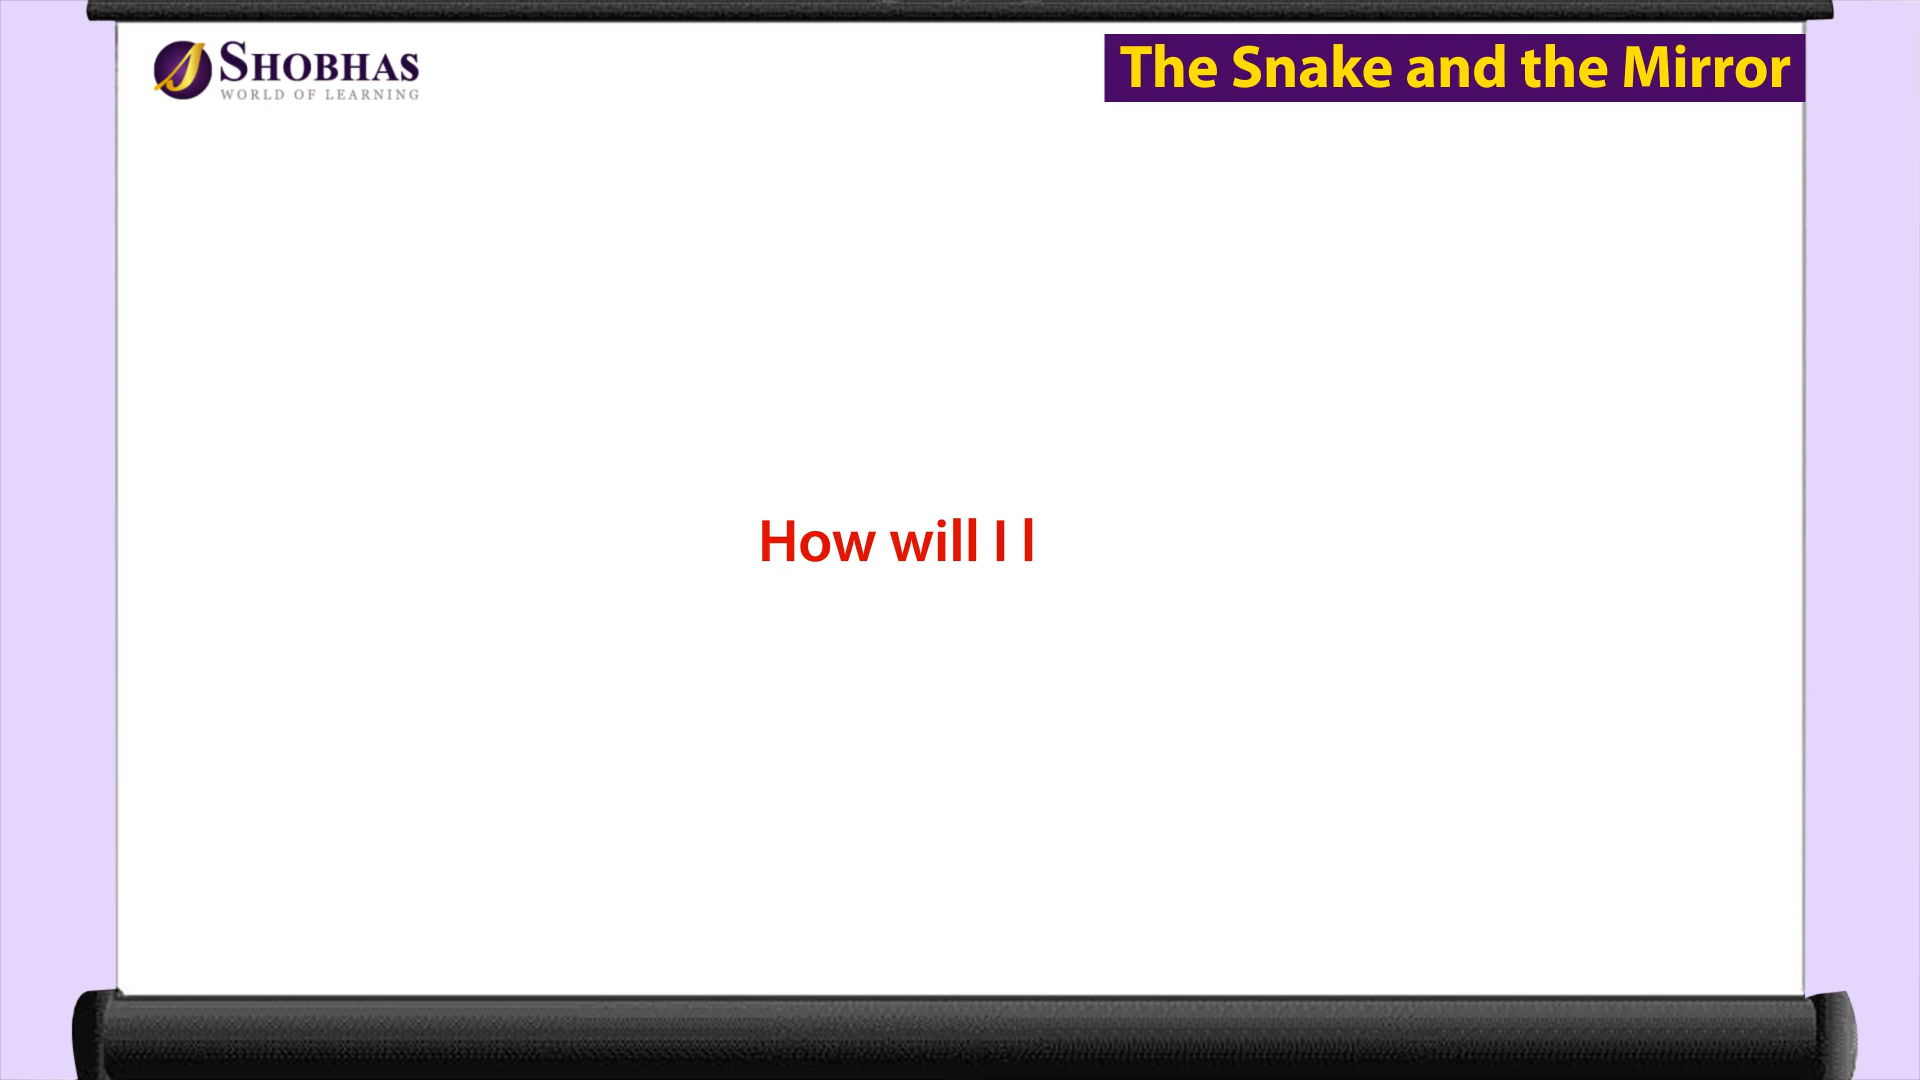 SHOBHAS
WORLD OF LEARNING
The Snake and the Mirror
How will I l